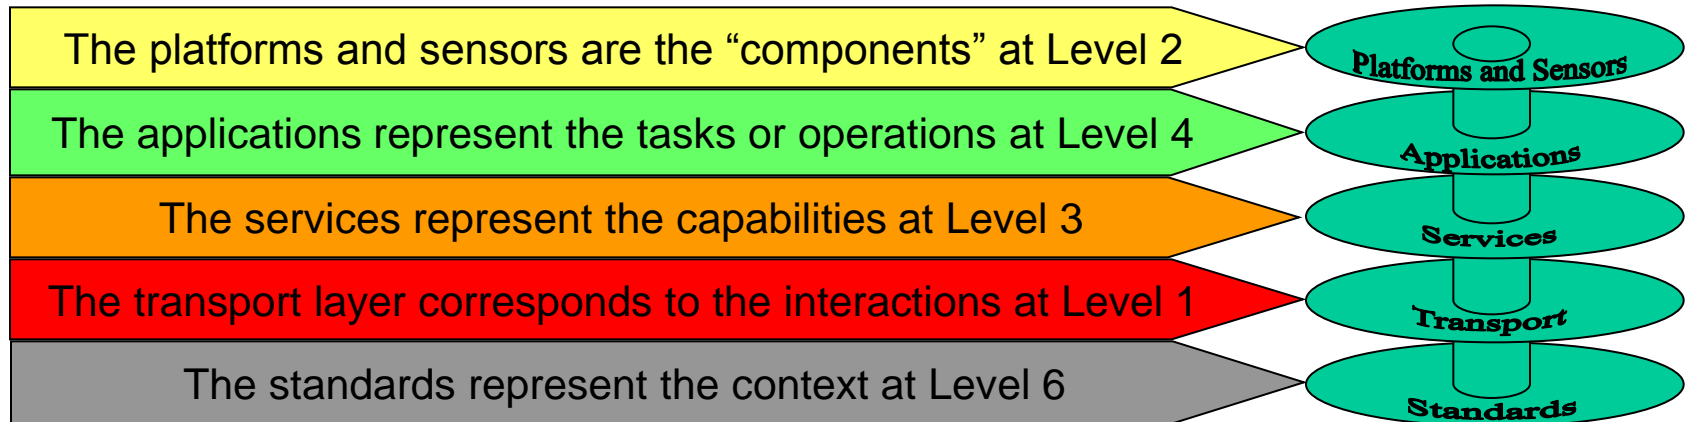 The platforms and sensors are the “components” at Level 2
Platforms and Sensors
The applications represent the tasks or operations at Level 4
Applications
The services represent the capabilities at Level 3
Services
The transport layer corresponds to the interactions at Level 1
Transport
The standards represent the context at Level 6
Standards